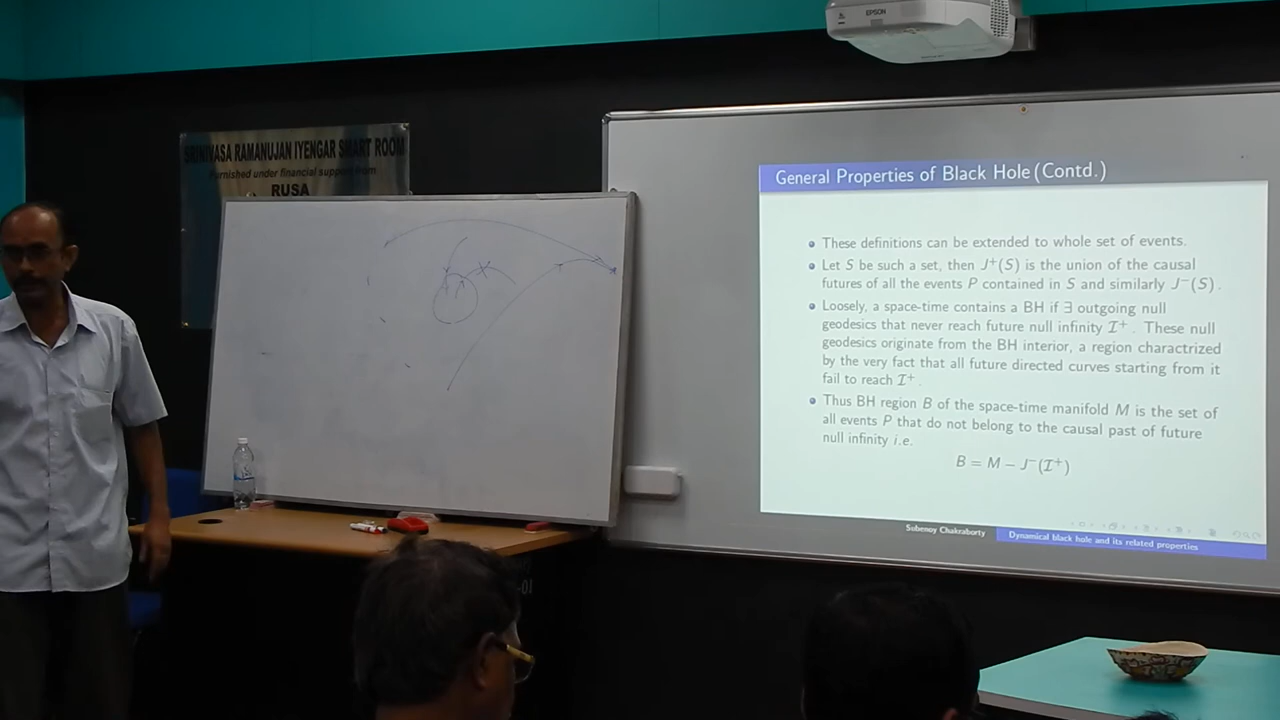 EPSON
SRINIVASA RAMANUJAN IYENGAR SMART ROOM
Furnished under financial support from
RUSA
General Properties of Black Hole(Contd.)
These definitions can be extended to whole set of events.
Let S be such a set, then J⁺(S) is the union of the causal
futures of all the events P contained in S and similarly J⁻(S).
Loosely, a space-time contains a BH if ∃ outgoing null
geodesics that never reach future null infinity ℐ⁺. These null
geodesics originate from the BH interior, a region charactrized
by the very fact that all future directed curves starting from it
fail to reach ℐ⁺.
Thus BH region B of the space-time manifold M is the set of
all events P that do not belong to the causal past of future
null infinity i.e.
B = M − J⁻(ℐ⁺)
Subenoy Chakraborty
Dynamical black hole and its related properties
-01